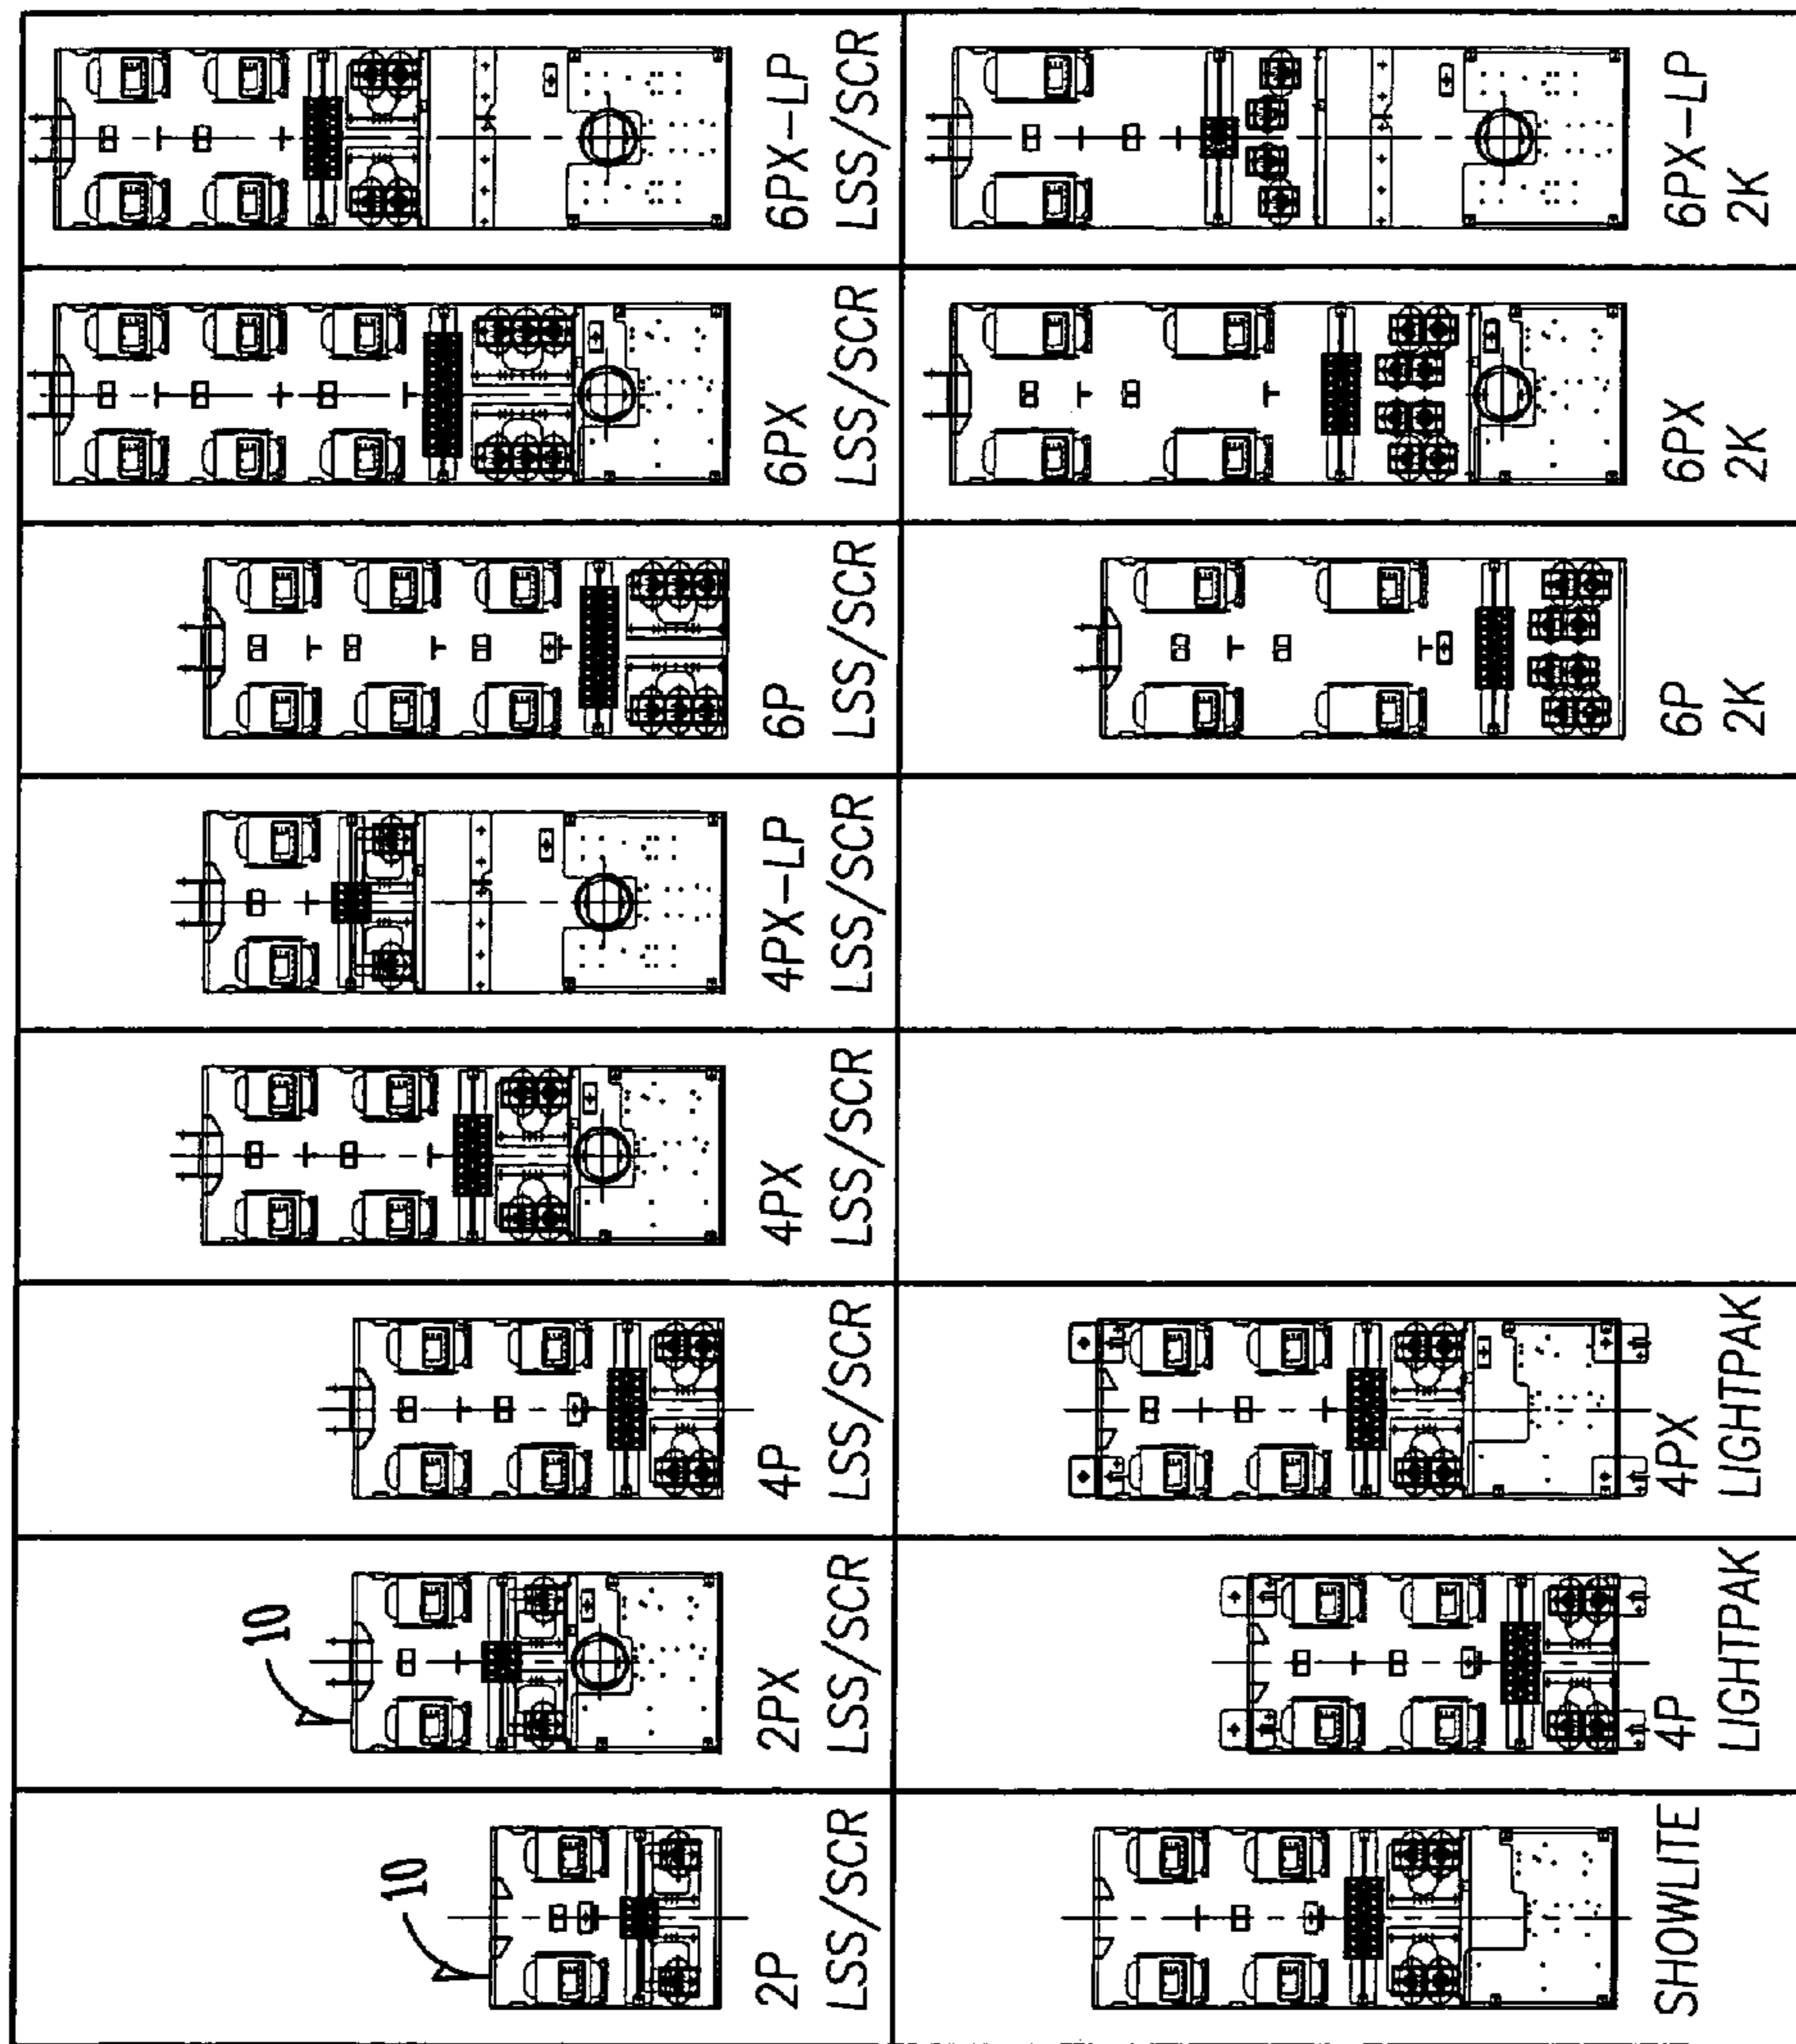 10
2P
LSS/SCR
10
2PX
LSS/SCR
4P
LSS/SCR
4PX
LSS/SCR
4PX-LP
LSS/SCR
6P
LSS/SCR
6PX
LSS/SCR
6PX-LP
LSS/SCR
SHOWLITE
4P
LIGHTPAK
4PX
LIGHTPAK
6P
2K
6PX
2K
6PX-LP
2K